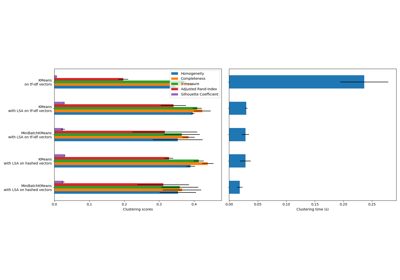 KMeans
on tf-idf vectors
KMeans
with LSA on tf-idf vectors
MiniBatchKMeans
with LSA on tf-idf vectors
KMeans
with LSA on hashed vectors
MiniBatchKMeans
with LSA on hashed vectors
Homogeneity
Completeness
V-measure
Adjusted Rand-Index
Silhouette Coefficient
0.0 0.1 0.2 0.3 0.4
Clustering scores
0.00 0.05 0.10 0.15 0.20 0.25
Clustering time (s)